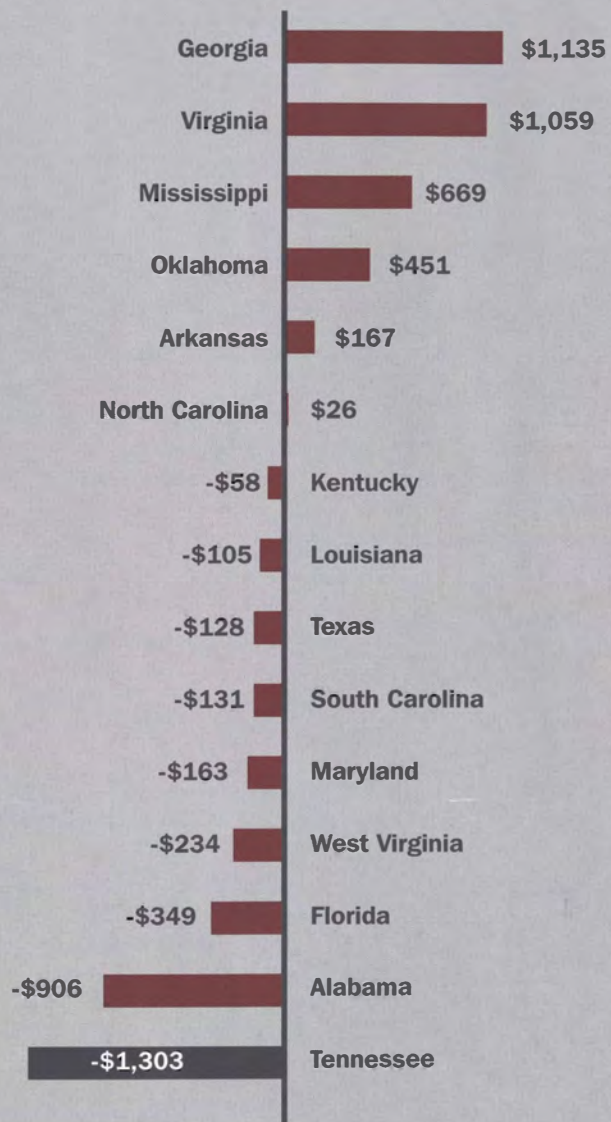 Georgia $1,135
Virginia $1,059
Mississippi $669
Oklahoma $451
Arkansas $167
North Carolina $26
-$58 Kentucky
-$105 Louisiana
-$128 Texas
-$131 South Carolina
-$163 Maryland
-$234 West Virginia
-$349 Florida
-$906 Alabama
-$1,303 Tennessee